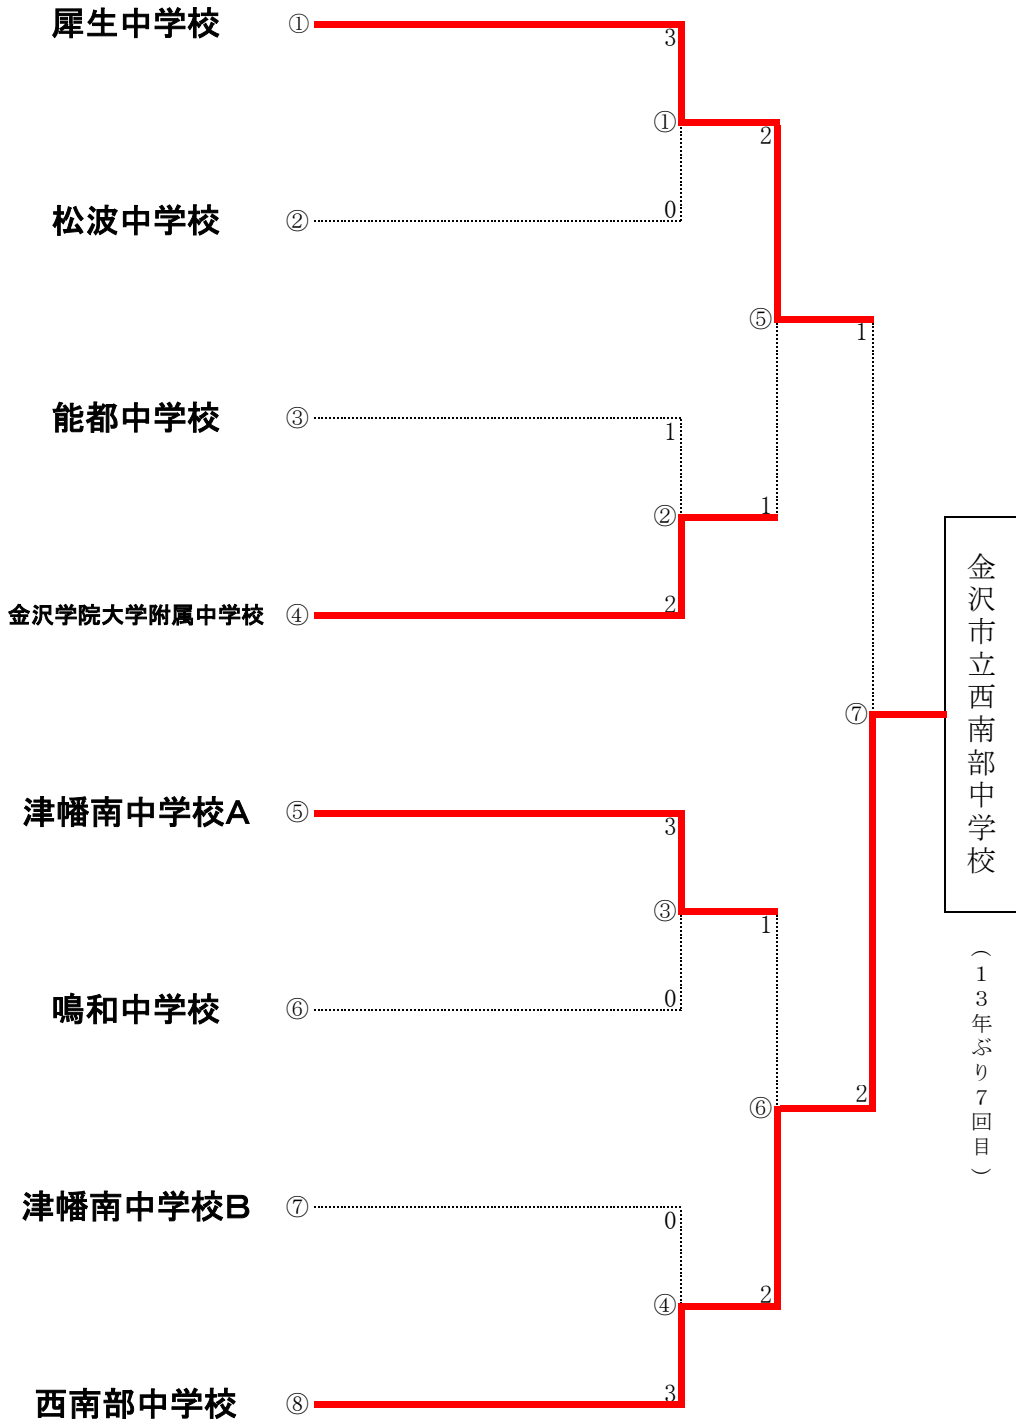 犀生中学校 ①
3
① 2
0
松波中学校 ②
⑤ 1
能都中学校 ③
1
② 1
2
金沢学院大学附属中学校 ④
金沢市立西南部中学校
⑦
津幡南中学校A ⑤
3
③ 1
0
鳴和中学校 ⑥
(13年ぶり7回目)
⑥ 2
津幡南中学校B ⑦
0
④ 2
3
西南部中学校 ⑧